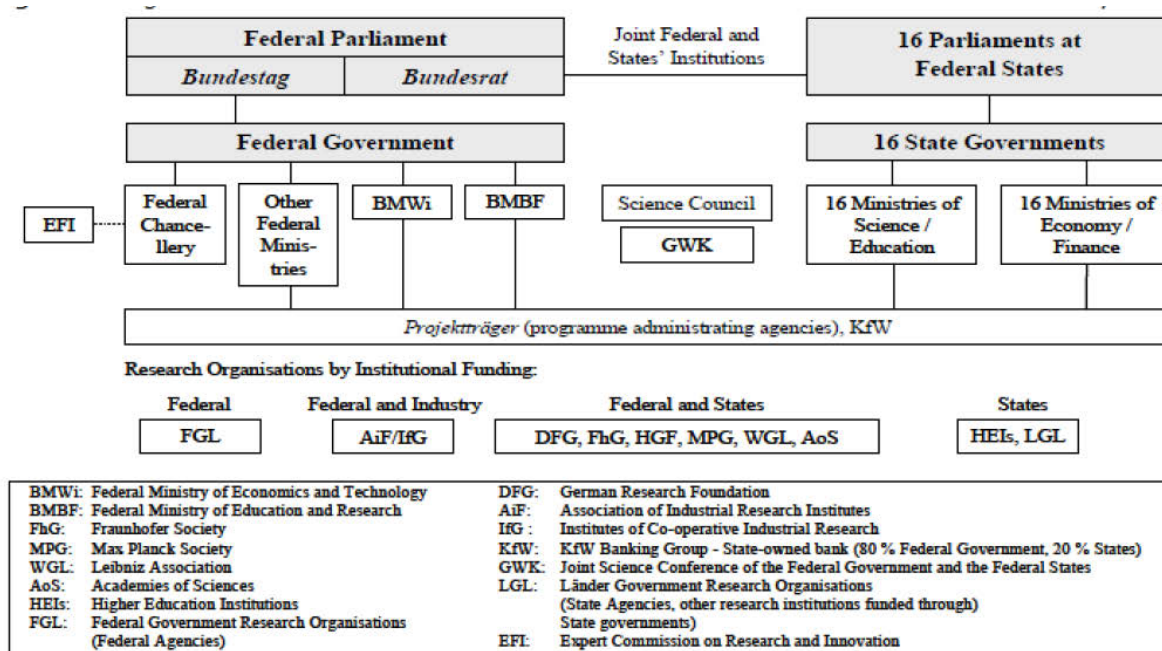 Federal Parliament
Bundestag
Bundesrat
Joint Federal and
States' Institutions
16 Parliaments at
Federal States
Federal Government
16 State Governments
EFI
Federal
Chance-
llery
Other
Federal
Minis-
tries
BMWi
BMBF
Science Council
GWK
16 Ministries of
Science /
Education
16 Ministries of
Economy /
Finance
Projektträger (programme administrating agencies), KfW
Research Organisations by Institutional Funding:
Federal
FGL
Federal and Industry
AiF/IfG
Federal and States
DFG, FhG, HGF, MPG, WGL, AoS
States
HEIs, LGL
BMWi: Federal Ministry of Economics and Technology
BMBF: Federal Ministry of Education and Research
FhG: Fraunhofer Society
MPG: Max Planck Society
WGL: Leibniz Association
AoS: Academies of Sciences
HEIs: Higher Education Institutions
FGL: Federal Government Research Organisations
(Federal Agencies)
DFG: German Research Foundation
AiF: Association of Industrial Research Institutes
IfG : Institutes of Co-operative Industrial Research
KfW: KfW Banking Group - State-owned bank (80 % Federal Government, 20 % States)
GWK: Joint Science Conference of the Federal Government and the Federal States
LGL: Länder Government Research Organisations
(State Agencies, other research institutions funded through)
State governments)
EFI: Expert Commission on Research and Innovation